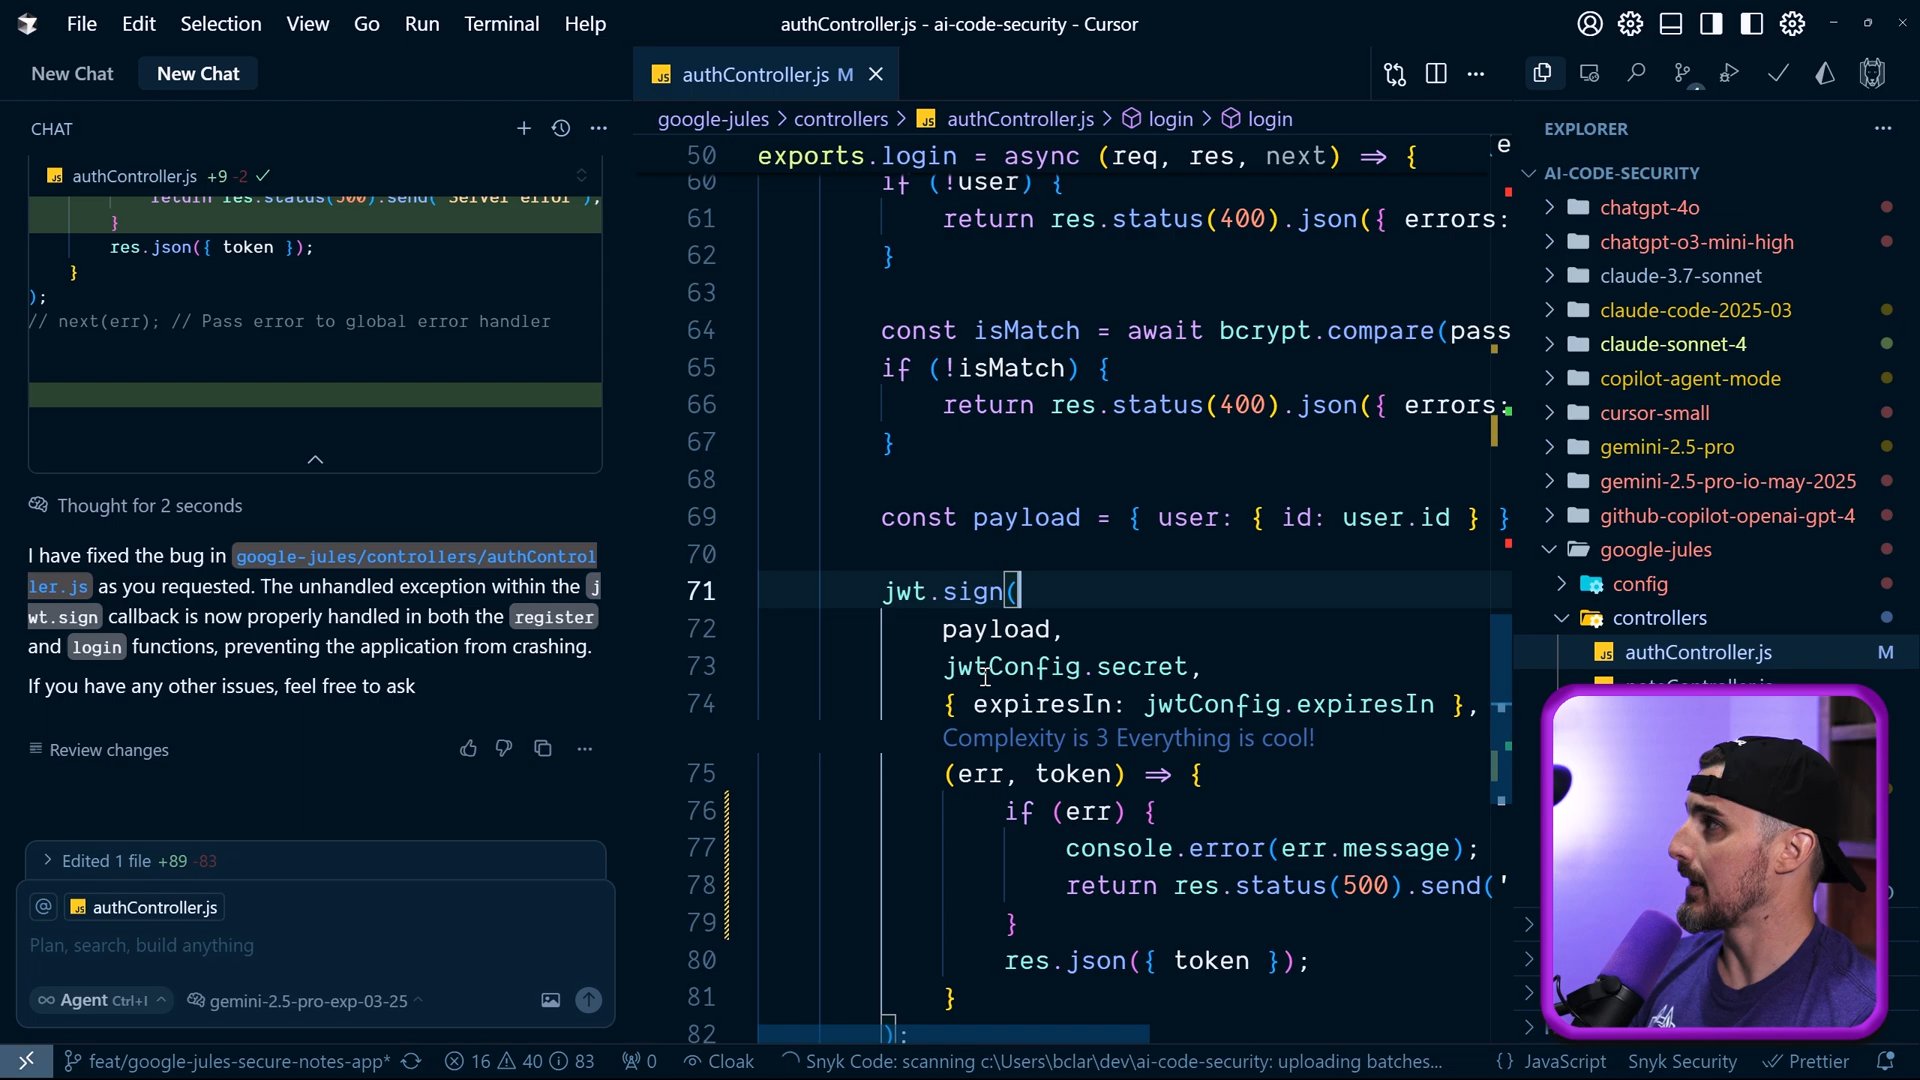 File Edit Selection View Go Run Terminal Help
authController.js - ai-code-security - Cursor
New Chat
New Chat
authController.js M
CHAT
authController.js +9 -2
return res.status(500).send('Server error');
}
res.json({ token });
}
);
// next(err); // Pass error to global error handler
Thought for 2 seconds
I have fixed the bug in google-jules/controllers/authControl
ler.js as you requested. The unhandled exception within the j
wt.sign callback is now properly handled in both the register
and login functions, preventing the application from crashing.
If you have any other issues, feel free to ask
Review changes
Edited 1 file +89 -83
@ authController.js
Plan, search, build anything
Agent Ctrl+I gemini-2.5-pro-exp-03-25
google-jules > controllers > authController.js > login > login
50 exports.login = async (req, res, next) ⇒ {
60 if (!user) {
61 return res.status(400).json({ errors:
62 }
63
64 const isMatch = await bcrypt.compare(pass
65 if (!isMatch) {
66 return res.status(400).json({ errors:
67 }
68
69 const payload = { user: { id: user.id } }
70
71 jwt.sign(
72 payload,
73 jwtConfig.secret,
74 { expiresIn: jwtConfig.expiresIn },
Complexity is 3 Everything is cool!
75 (err, token) ⇒ {
76 if (err) {
77 console.error(err.message);
78 return res.status(500).send('
79 }
80 res.json({ token });
81 }
82 );
EXPLORER
AI-CODE-SECURITY
chatgpt-4o
chatgpt-o3-mini-high
claude-3.7-sonnet
claude-code-2025-03
claude-sonnet-4
copilot-agent-mode
cursor-small
gemini-2.5-pro
gemini-2.5-pro-io-may-2025
github-copilot-openai-gpt-4
google-jules
config
controllers
authController.js M
feat/google-jules-secure-notes-app* 16 40 83 0 Cloak Snyk Code: scanning c:\Users\bclar\dev\ai-code-security: uploading batches... {} JavaScript Snyk Security Prettier